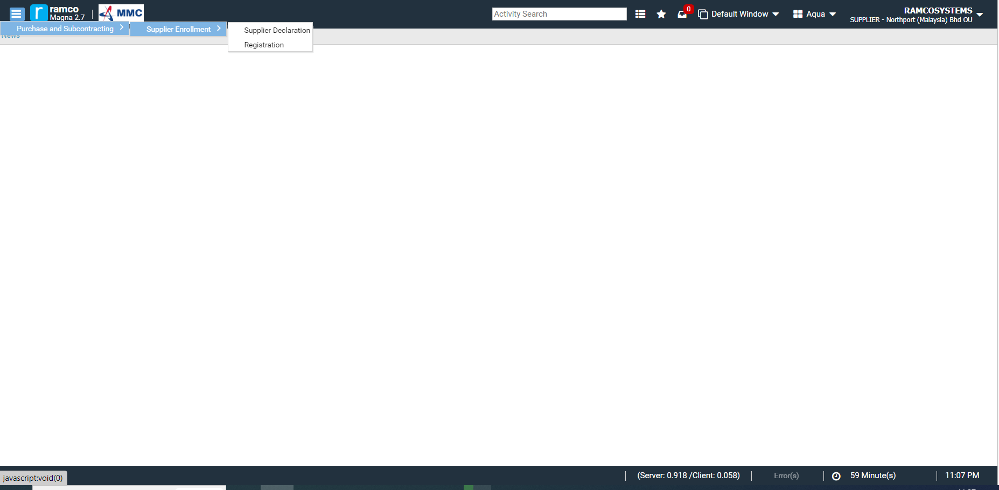 ramco
Magna 2.7
MMC
Activity Search
0
Default Window
Aqua
RAMCOSYSTEMS
SUPPLIER - Northport (Malaysia) Bhd OU
Purchase and Subcontracting
Supplier Enrollment
Supplier Declaration
Registration
News
javascript:void(0)
(Server: 0.918 /Client: 0.058)
Error(s)
59 Minute(s)
11:07 PM